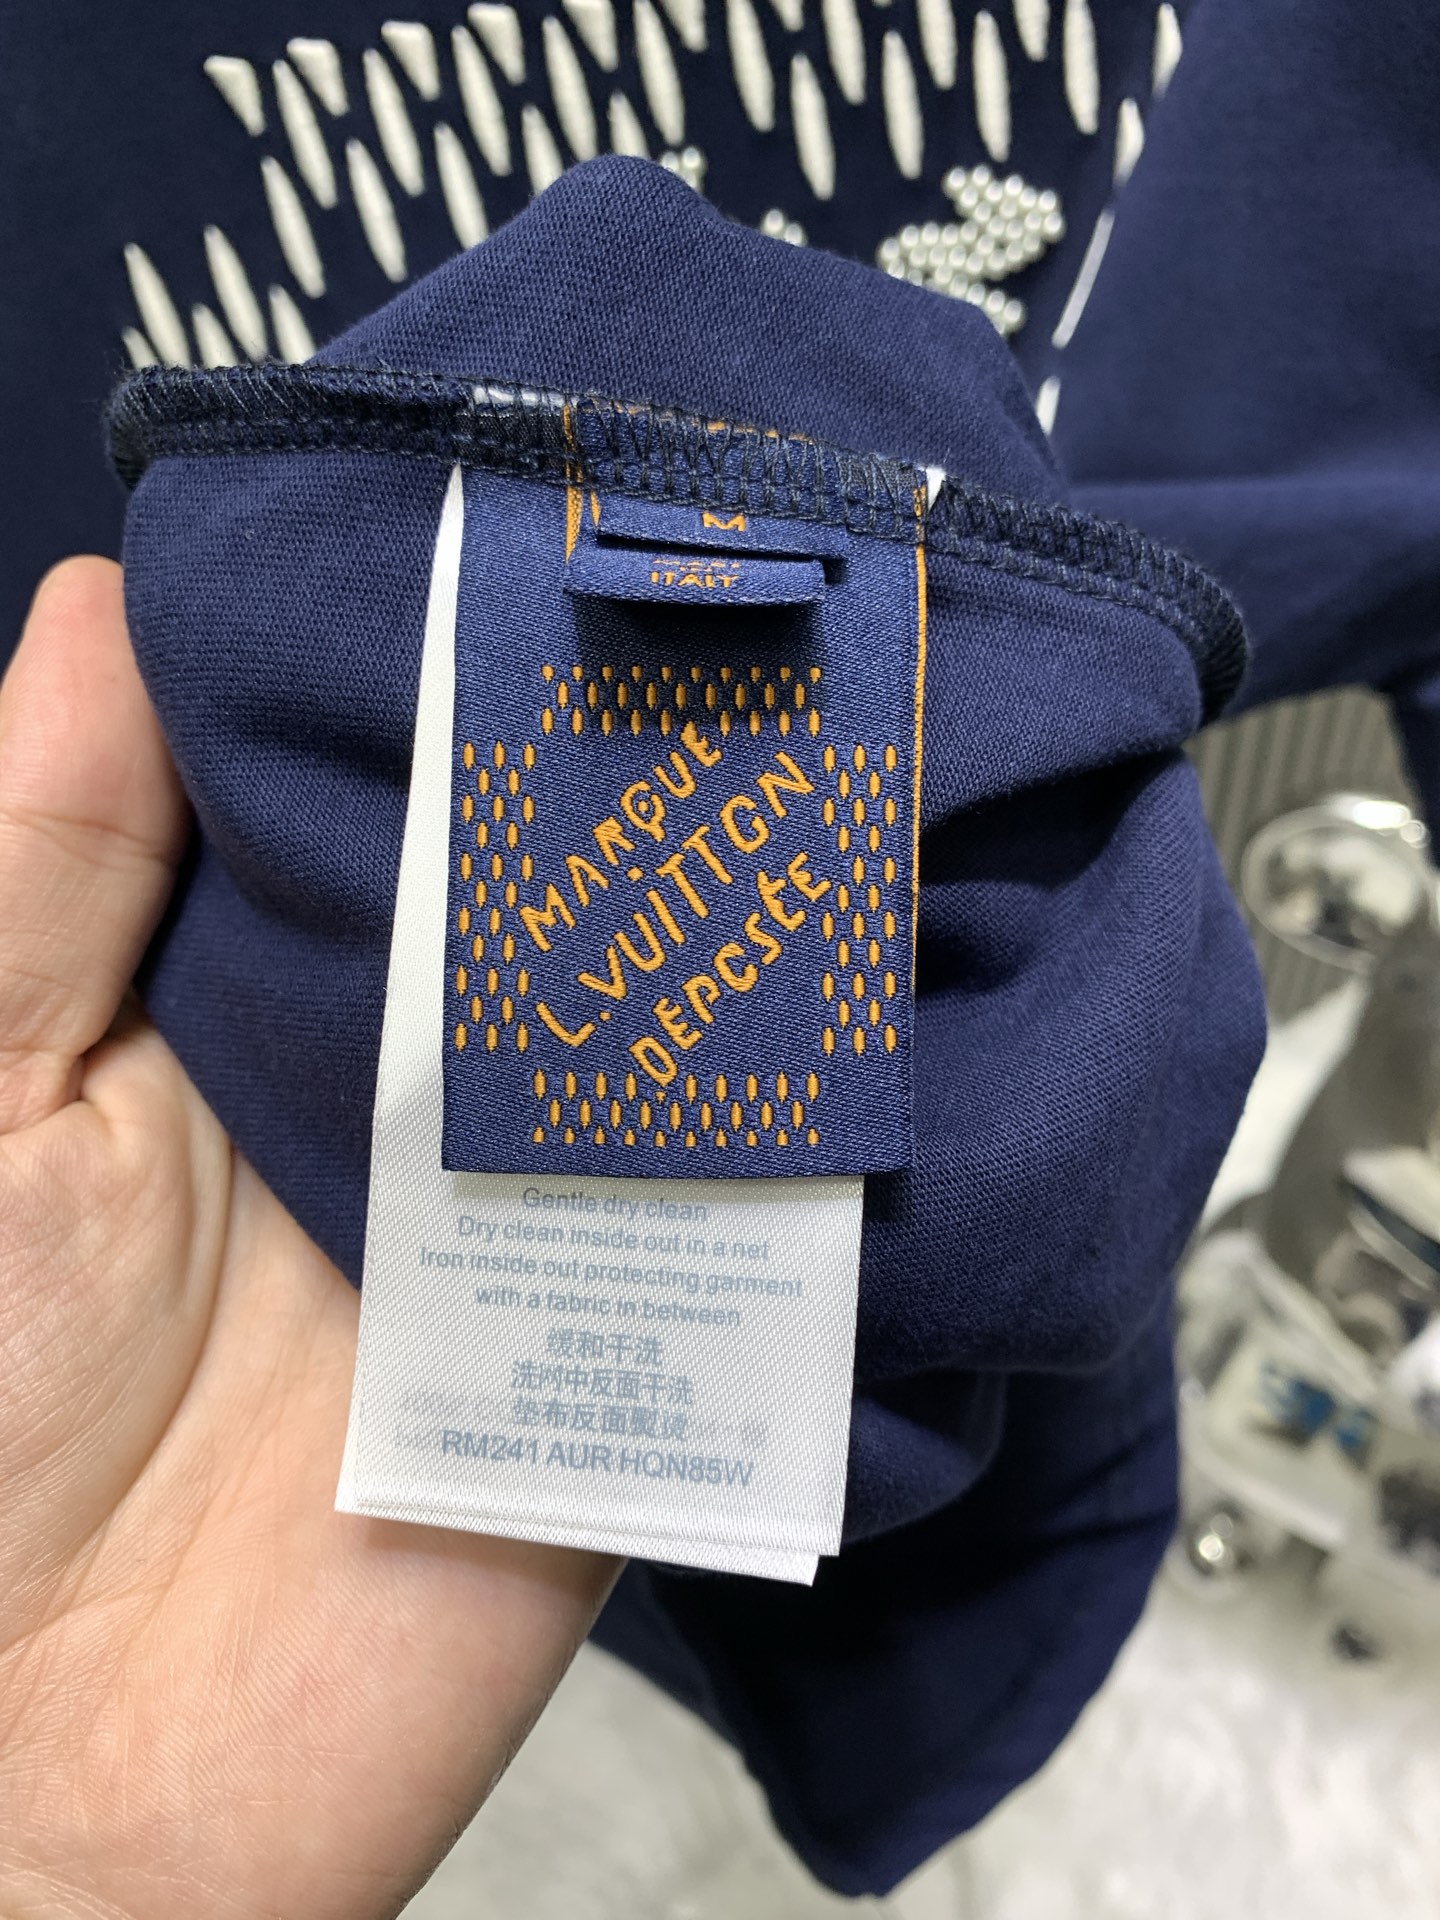 M
ITALY
MARQUE
L.VUITTON
DEPOSÉE
Gentle dry clean
Dry clean inside out in a net
Iron inside out protecting garment
with a fabric in between
缓和干洗
洗网中反面干洗
垫布反面熨烫
RM241 AUR HQN85W